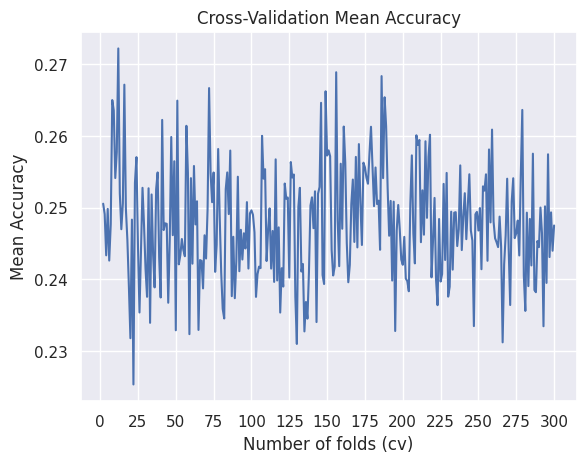 Cross-Validation Mean Accuracy
0.27
0.26
0.25
0.24
0.23
Mean Accuracy
0 25 50 75 100 125 150 175 200 225 250 275 300
Number of folds (cv)